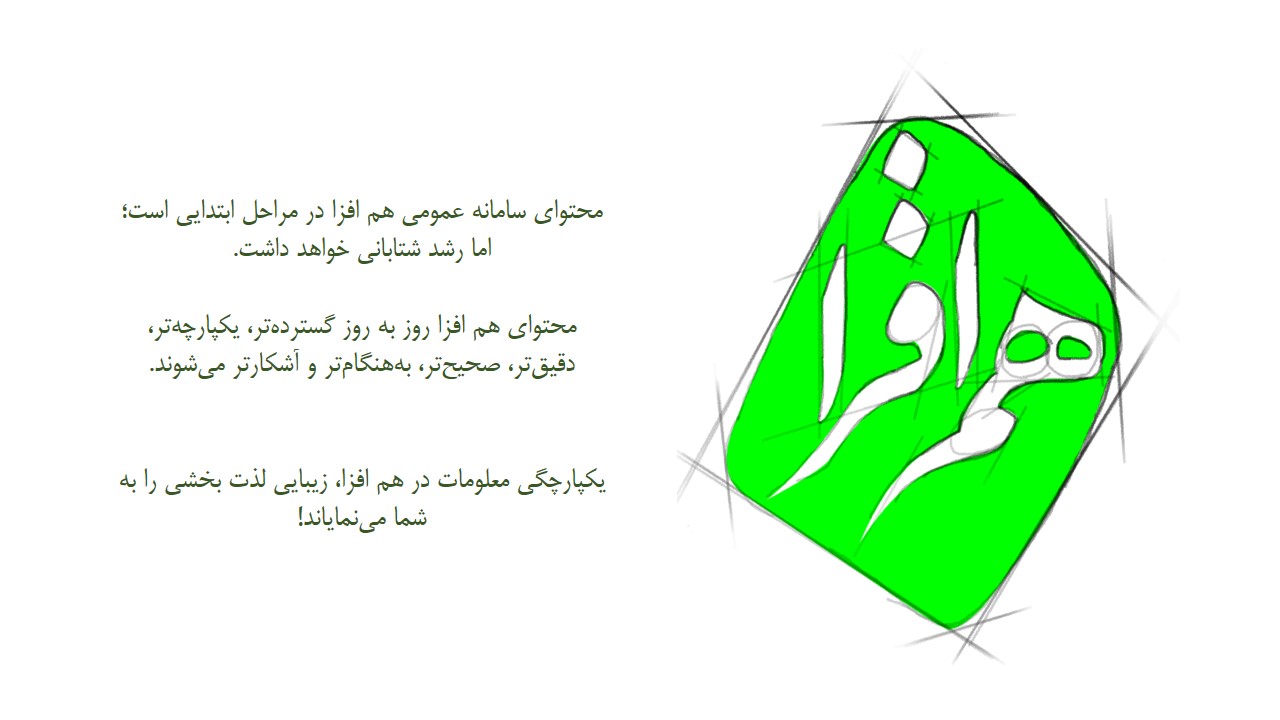 محتوای سامانه عمومی هم افزا در مراحل ابتدایی است؛
اما رشد شتابانی خواهد داشت.
محتوای هم افزا روز به روز گسترده‌تر، یکپارچه‌تر،
دقیق‌تر، صحیح‌تر، به‌هنگام‌تر و آشکارتر می‌شوند.
یکپارچگی معلومات در هم افزا، زیبایی لذت بخشی را به
شما می‌نمایاند!
هم افزا